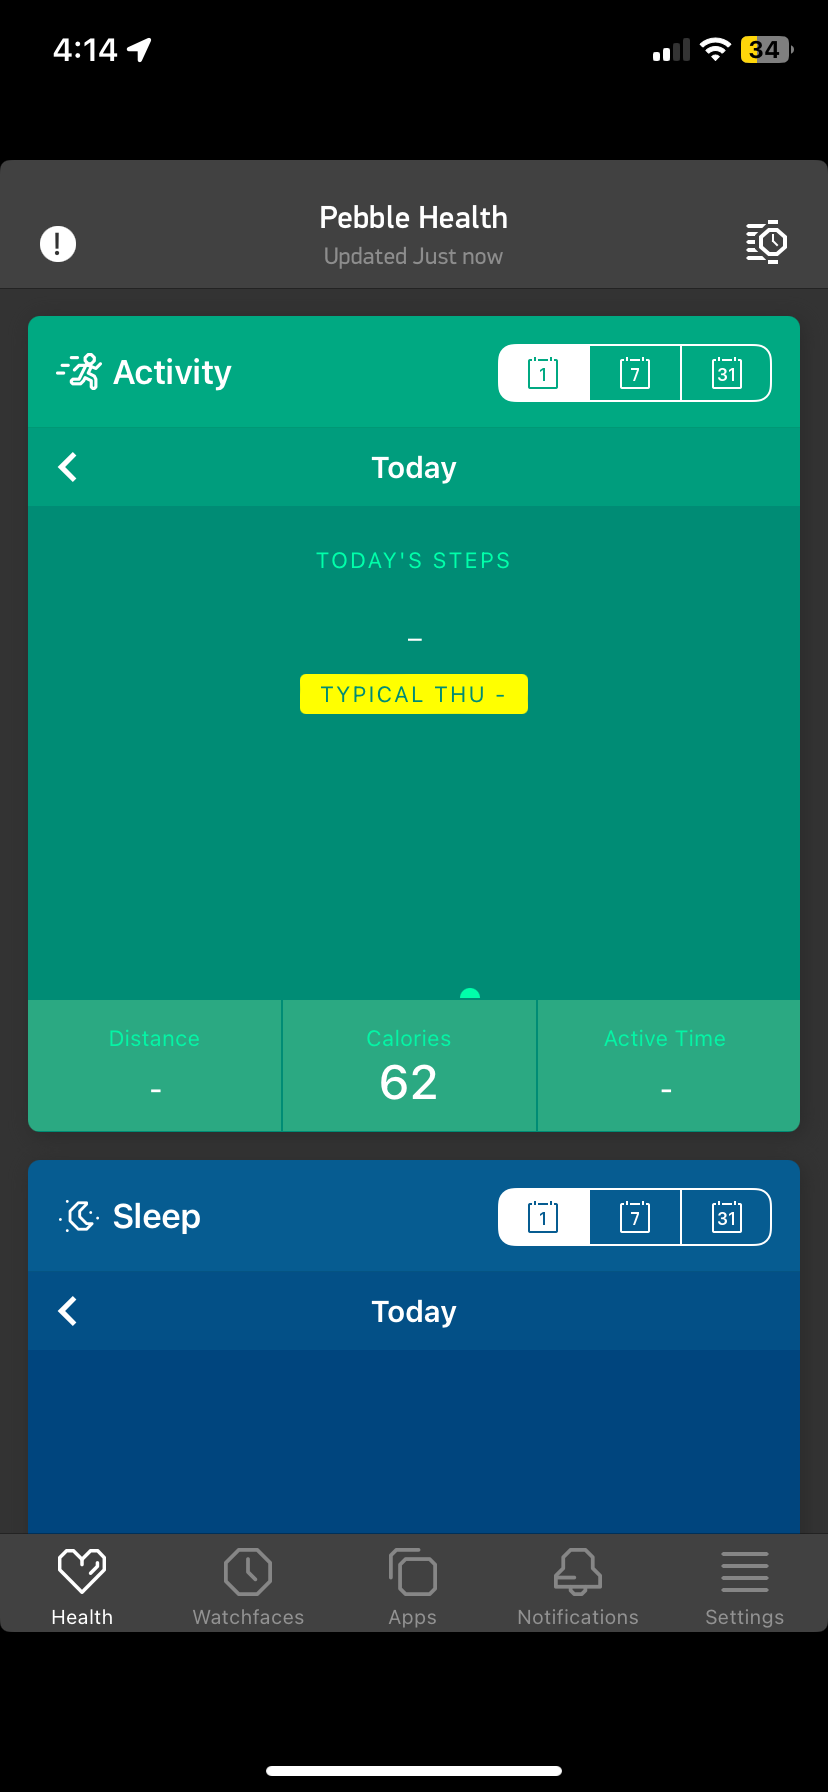 4:14
34
Pebble Health
Updated Just now
Activity
1 7 31
Today
TODAY'S STEPS
–
TYPICAL THU -
Distance Calories Active Time
- 62 -
Sleep
1 7 31
Today
Health Watchfaces Apps Notifications Settings